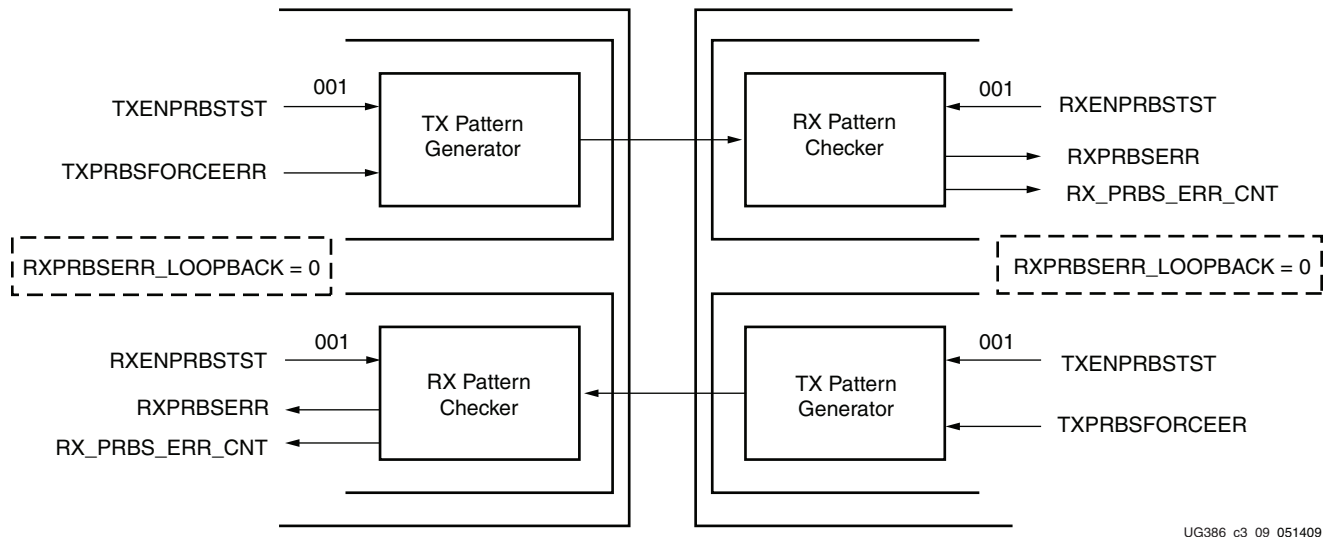 TXENPRBSTST
001
TXPRBSFORCEERR
TX Pattern
Generator
RX Pattern
Checker
001
RXENPRBSTST
RXPRBSERR
RX_PRBS_ERR_CNT
RXPRBSERR_LOOPBACK = 0
RXPRBSERR_LOOPBACK = 0
RXENPRBSTST
001
RXPRBSERR
RX_PRBS_ERR_CNT
RX Pattern
Checker
TX Pattern
Generator
001
TXENPRBSTST
TXPRBSFORCEER
UG386_c3_09_051409